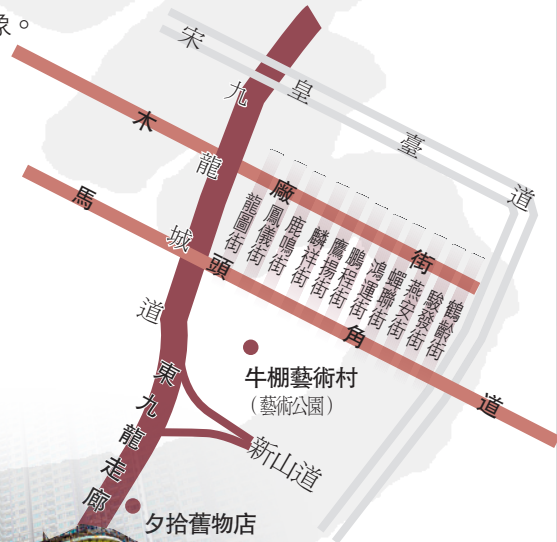 象。
宋皇臺道
九龍城道
木廠街
馬頭角道
龍圖街
鳳儀街
鹿鳴街
麟祥街
鷹揚街
鵬程街
鴻運街
蟬聯街
燕安街
駿發街
鶴齡街
牛棚藝術村
（藝術公園）
東九龍走廊
新山道
夕拾舊物店